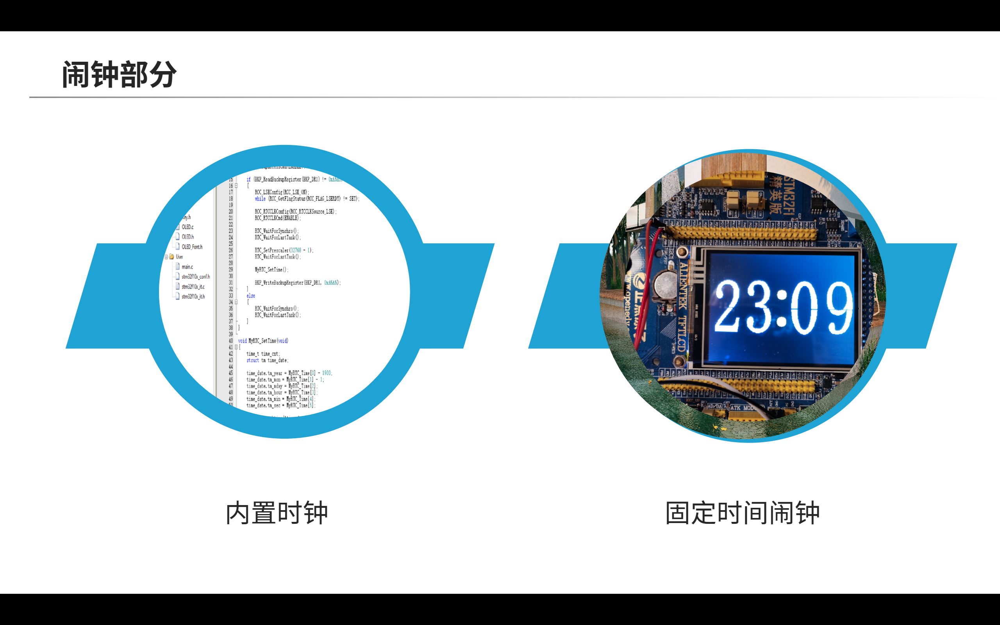 闹钟部分
15 if (BKP_ReadBackupRegister(BKP_DR1) !=
16 {
17 RCC_LSEConfig(RCC_LSE_ON);
18 while (RCC_GetFlagStatus(RCC_FLAG_LSERDY) != SET);
19
20 RCC_RTCCLKConfig(RCC_RTCCLKSource_LSE);
21 RCC_RTCCLKCmd(ENABLE);
22
23 RTC_WaitForSynchro();
24 RTC_WaitForLastTask();
25
26 RTC_SetPrescaler(32768 - 1);
27 RTC_WaitForLastTask();
28
29 MyRTC_SetTime();
30
31 BKP_WriteBackupRegister(BKP_DR1, 0xA5A5);
32 }
33 else
34 {
35 RTC_WaitForSynchro();
36 RTC_WaitForLastTask();
37 }
38 }
39
40 void MyRTC_SetTime(void)
41 {
42 time_t time_cnt;
43 struct tm time_date;
44
45 time_date.tm_year = MyRTC_Time[0] - 1900;
46 time_date.tm_mon = MyRTC_Time[1] - 1;
47 time_date.tm_mday = MyRTC_Time[2];
48 time_date.tm_hour = MyRTC_Time[3];
49 time_date.tm_min = MyRTC_Time[4];
50 time_date.tm_sec = MyRTC_Time[5];
OLED.c
OLED.h
OLED_Font.h
User
main.c
stm32f10x_conf.h
stm32f10x_it.c
stm32f10x_it.h
精英版
USART1
ALIENTEK TFTLCD
23:09
AD/DA
内置时钟
固定时间闹钟